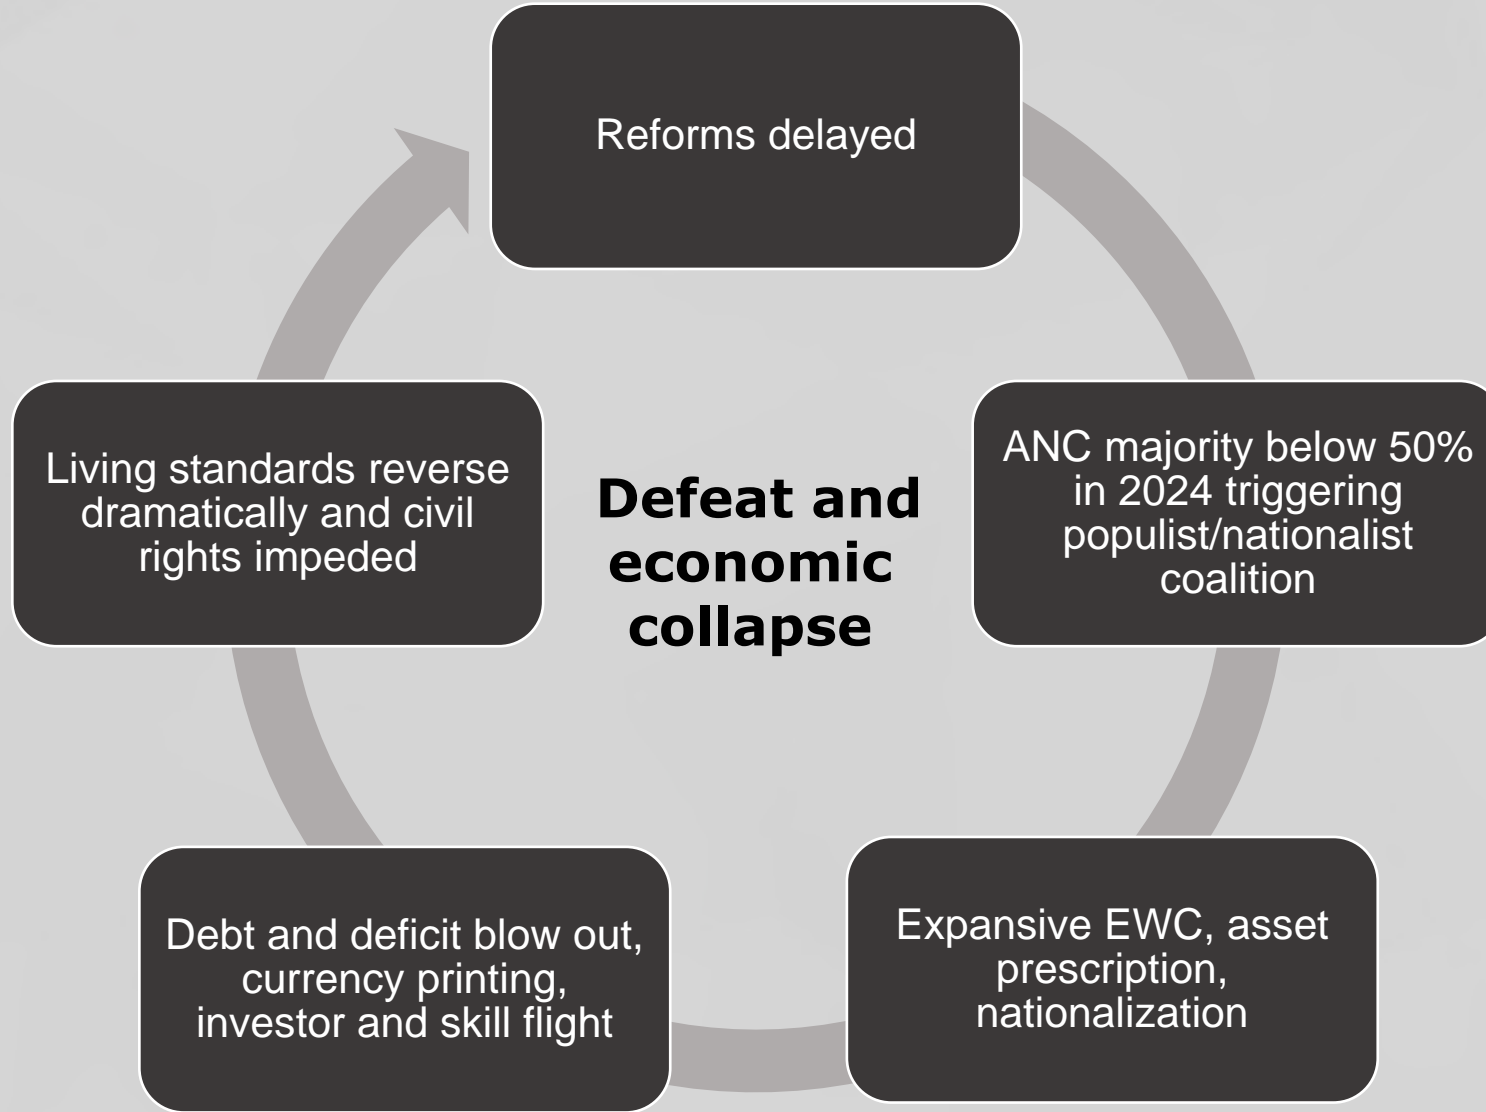 Reforms delayed
ANC majority below 50%
in 2024 triggering
populist/nationalist
coalition
Expansive EWC, asset
prescription,
nationalization
Debt and deficit blow out,
currency printing,
investor and skill flight
Living standards reverse
dramatically and civil
rights impeded
Defeat and
economic
collapse